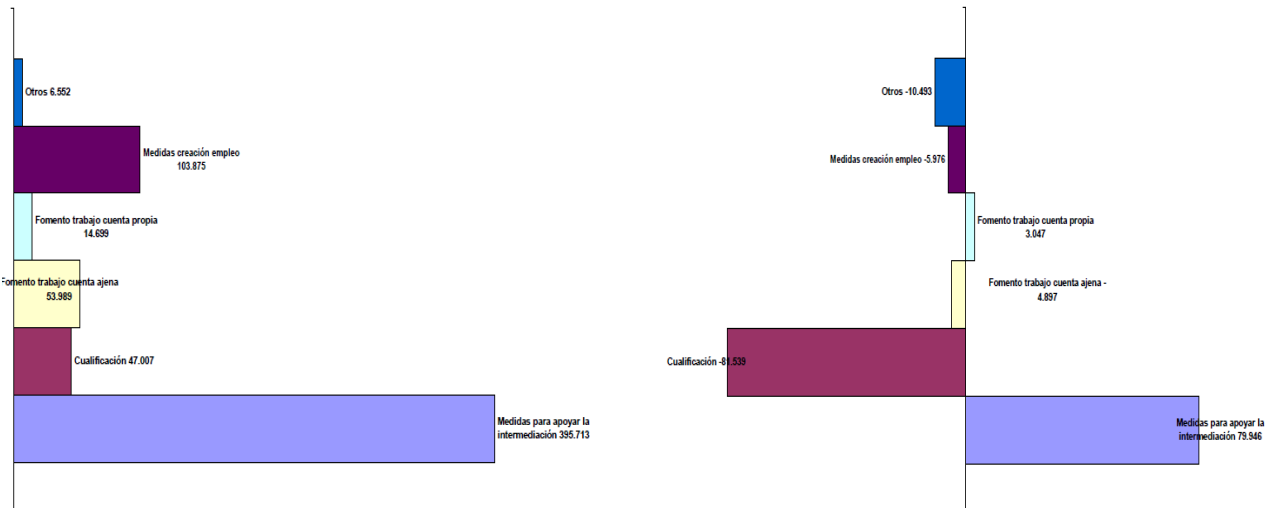 Otros 6.552
Medidas creación empleo
103.875
Fomento trabajo cuenta propia
14.699
Fomento trabajo cuenta ajena
53.989
Cualificación 47.007
Medidas para apoyar la
intermediación 395.713
Otros -10.493
Medidas creación empleo -5.976
Fomento trabajo cuenta propia
3.047
Fomento trabajo cuenta ajena -
4.897
Cualificación -81.539
Medidas para apoyar la
intermediación 79.946